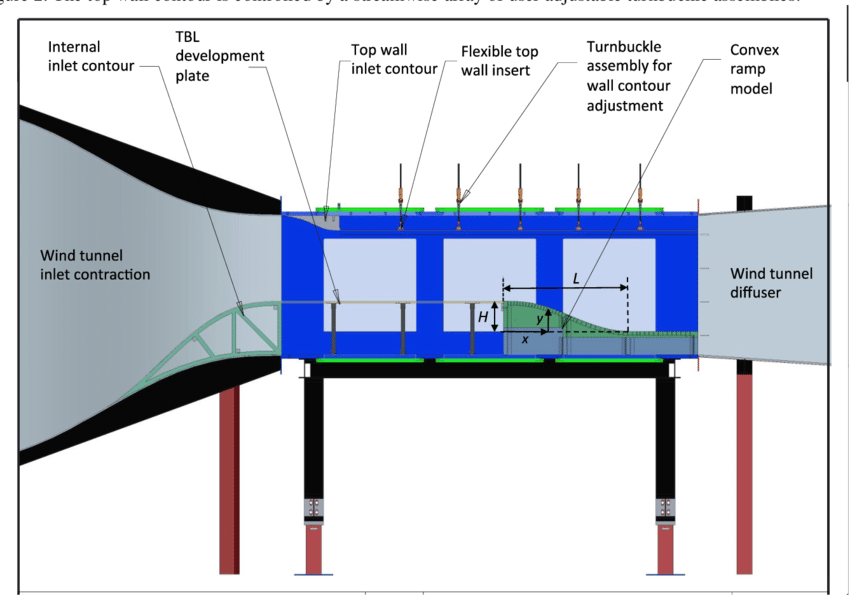 Figure 2. The top wall contour is controlled by a streamwise array of user adjustable turnbuckle assemblies.
Internal
inlet contour
TBL
development
plate
Top wall
inlet contour
Flexible top
wall insert
Turnbuckle
assembly for
wall contour
adjustment
Convex
ramp
model
Wind tunnel
inlet contraction
L
H
y
x
Wind tunnel
diffuser